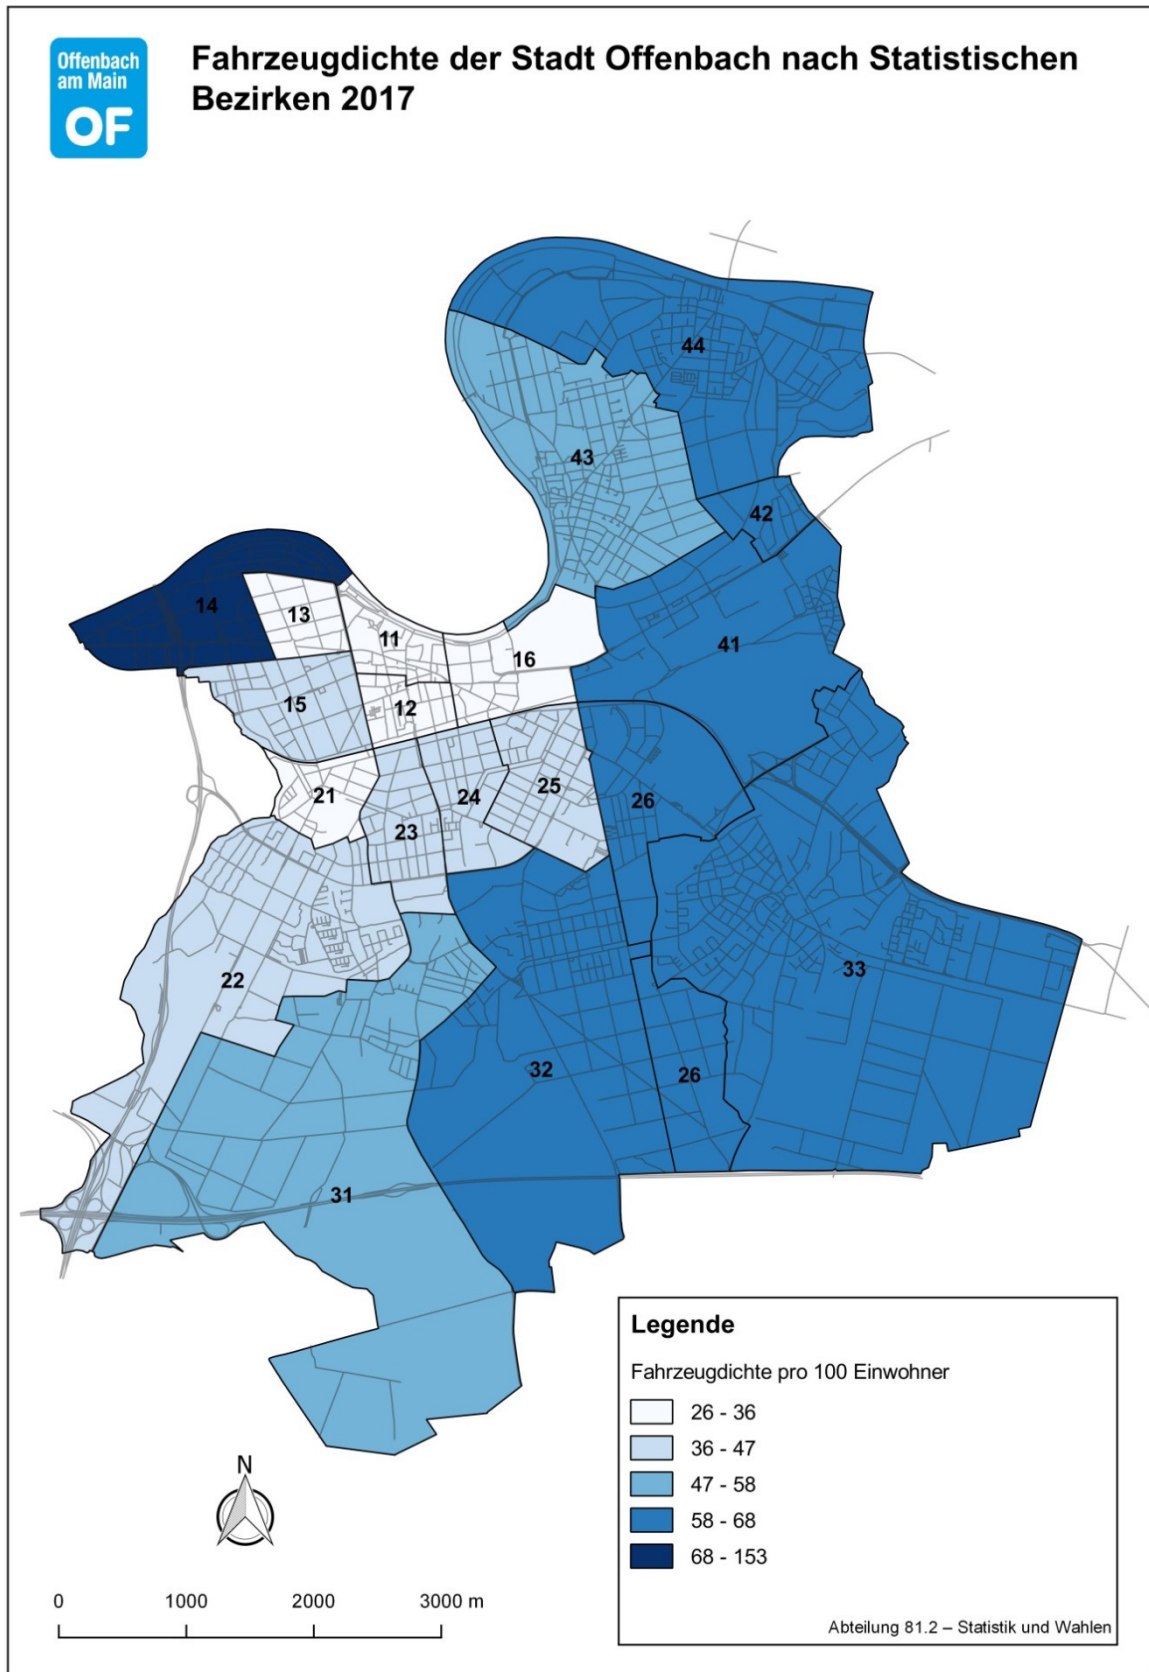 Offenbach
am Main
OF
Fahrzeugdichte der Stadt Offenbach nach Statistischen
Bezirken 2017
44
43
42
14
13
11
16
41
15
12
21
24
25
26
23
33
22
32
26
31
Legende
Fahrzeugdichte pro 100 Einwohner
26 - 36
36 - 47
47 - 58
58 - 68
68 - 153
N
0 1000 2000 3000 m
Abteilung 81.2 – Statistik und Wahlen